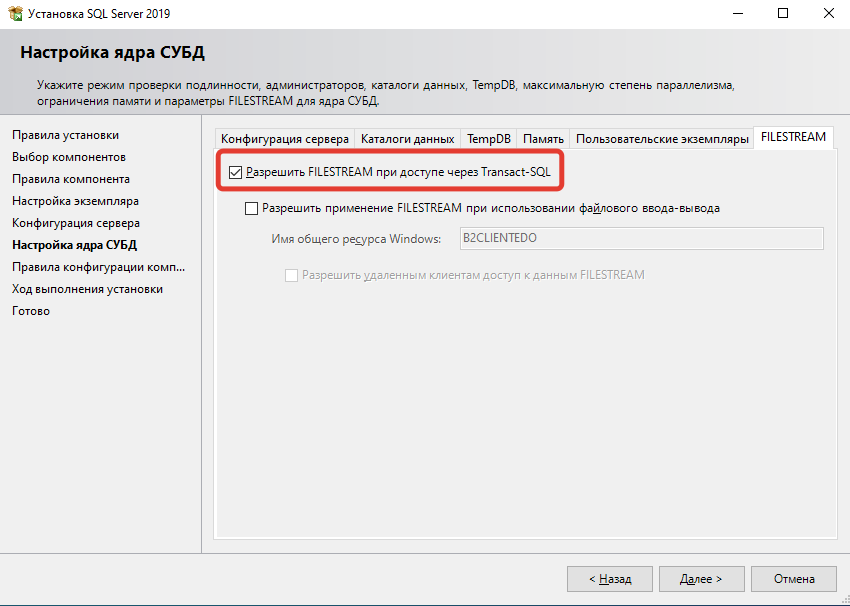 Установка SQL Server 2019
Настройка ядра СУБД
Укажите режим проверки подлинности, администраторов, каталоги данных, TempDB, максимальную степень параллелизма,
ограничения памяти и параметры FILESTREAM для ядра СУБД.
Правила установки
Выбор компонентов
Правила компонента
Настройка экземпляра
Конфигурация сервера
Настройка ядра СУБД
Правила конфигурации комп...
Ход выполнения установки
Готово
Конфигурация сервера Каталоги данных TempDB Память Пользовательские экземпляры FILESTREAM
Разрешить FILESTREAM при доступе через Transact-SQL
Разрешить применение FILESTREAM при использовании файлового ввода-вывода
Имя общего ресурса Windows: B2CLIENTEDO
Разрешить удаленным клиентам доступ к данным FILESTREAM
< Назад Далее > Отмена